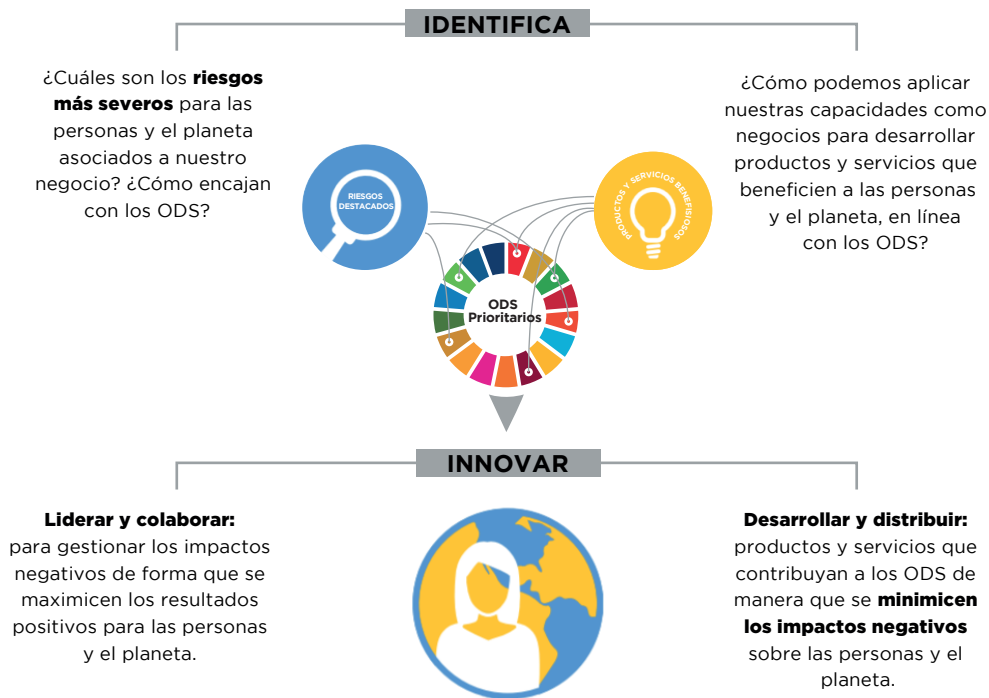 IDENTIFICA
¿Cuáles son los riesgos
más severos para las
personas y el planeta
asociados a nuestro
negocio? ¿Cómo encajan
con los ODS?
¿Cómo podemos aplicar
nuestras capacidades como
negocios para desarrollar
productos y servicios que
beneficien a las personas
y el planeta, en línea
con los ODS?
RIESGOS
DESTACADOS
PRODUCTOS Y SERVICIOS BENEFISIOSOS
ODS
Prioritarios
INNOVAR
Liderar y colaborar:
para gestionar los impactos
negativos de forma que se
maximicen los resultados
positivos para las personas
y el planeta.
Desarrollar y distribuir:
productos y servicios que
contribuyan a los ODS de
manera que se minimicen
los impactos negativos
sobre las personas y el
planeta.